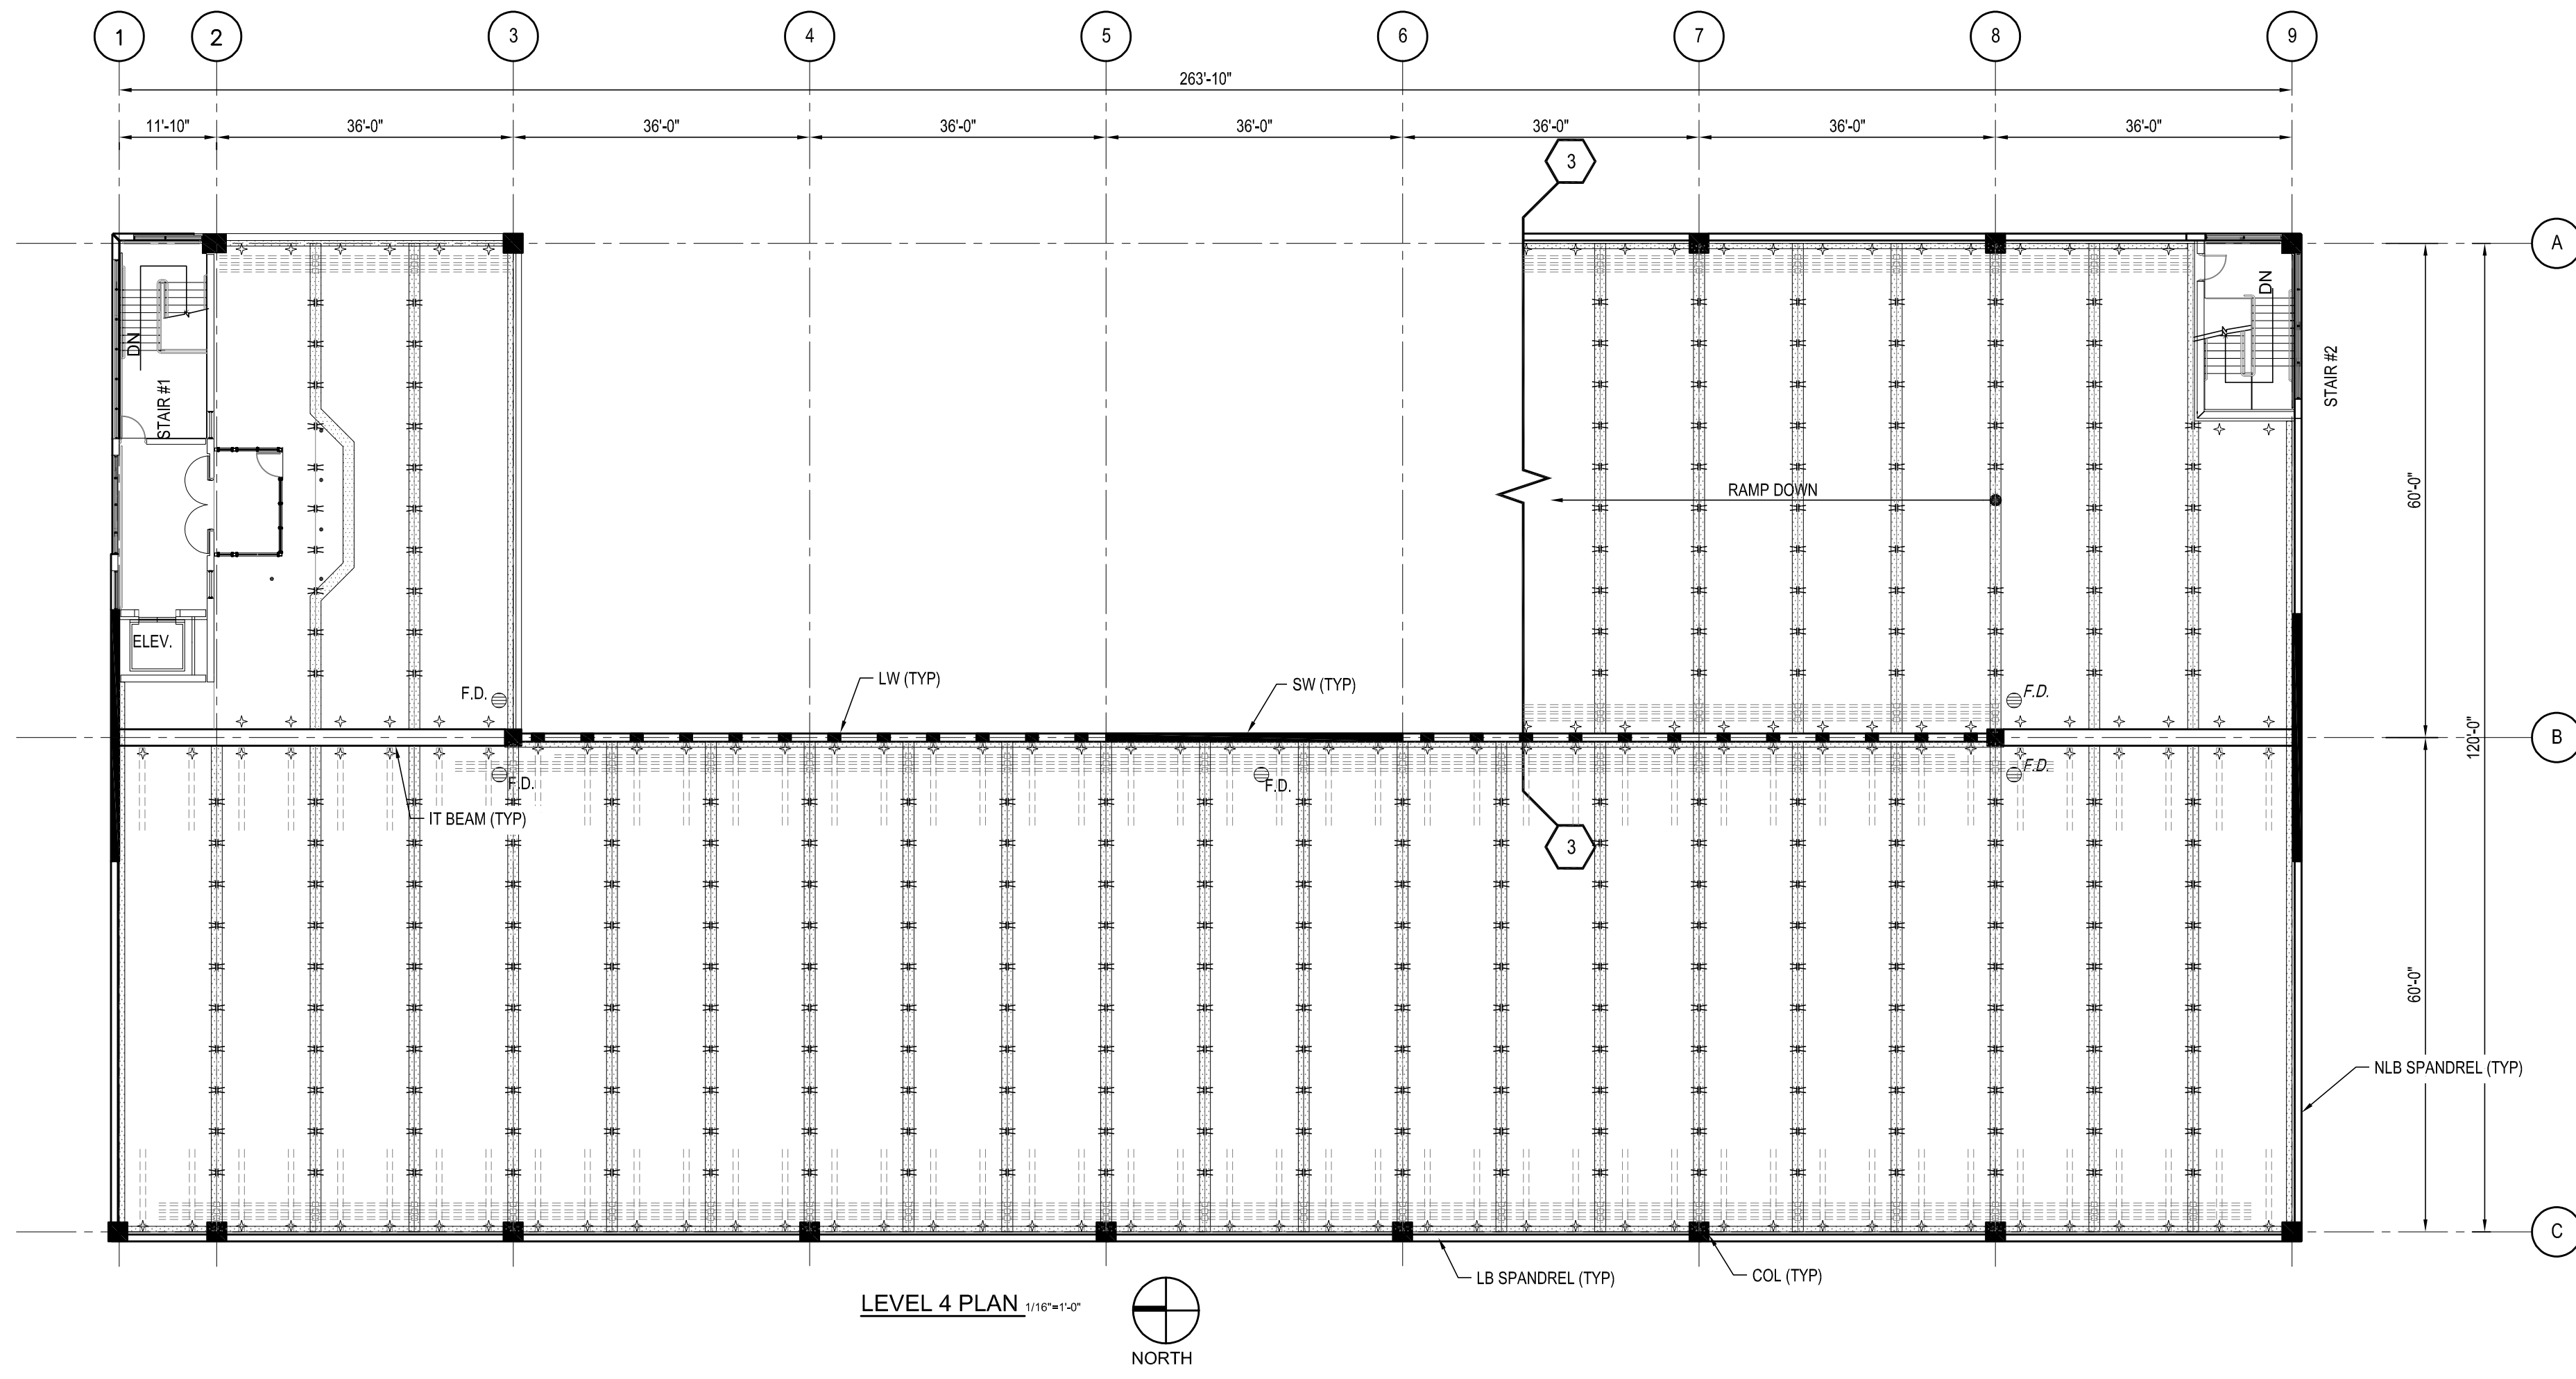 1 2 3 4 5 6 7 8 9
263'-10"
11'-10" 36'-0" 36'-0" 36'-0" 36'-0" 36'-0" 36'-0" 36'-0"
3
A
DN
DN
STAIR #1
STAIR #2
RAMP DOWN
60'-0"
ELEV.
LW (TYP)
SW (TYP)
F.D.
F.D.
B
120'-0"
F.D.
F.D.
F.D.
IT BEAM (TYP)
3
60'-0"
NLB SPANDREL (TYP)
C
LB SPANDREL (TYP)
COL (TYP)
LEVEL 4 PLAN 1/16"=1'-0"
NORTH